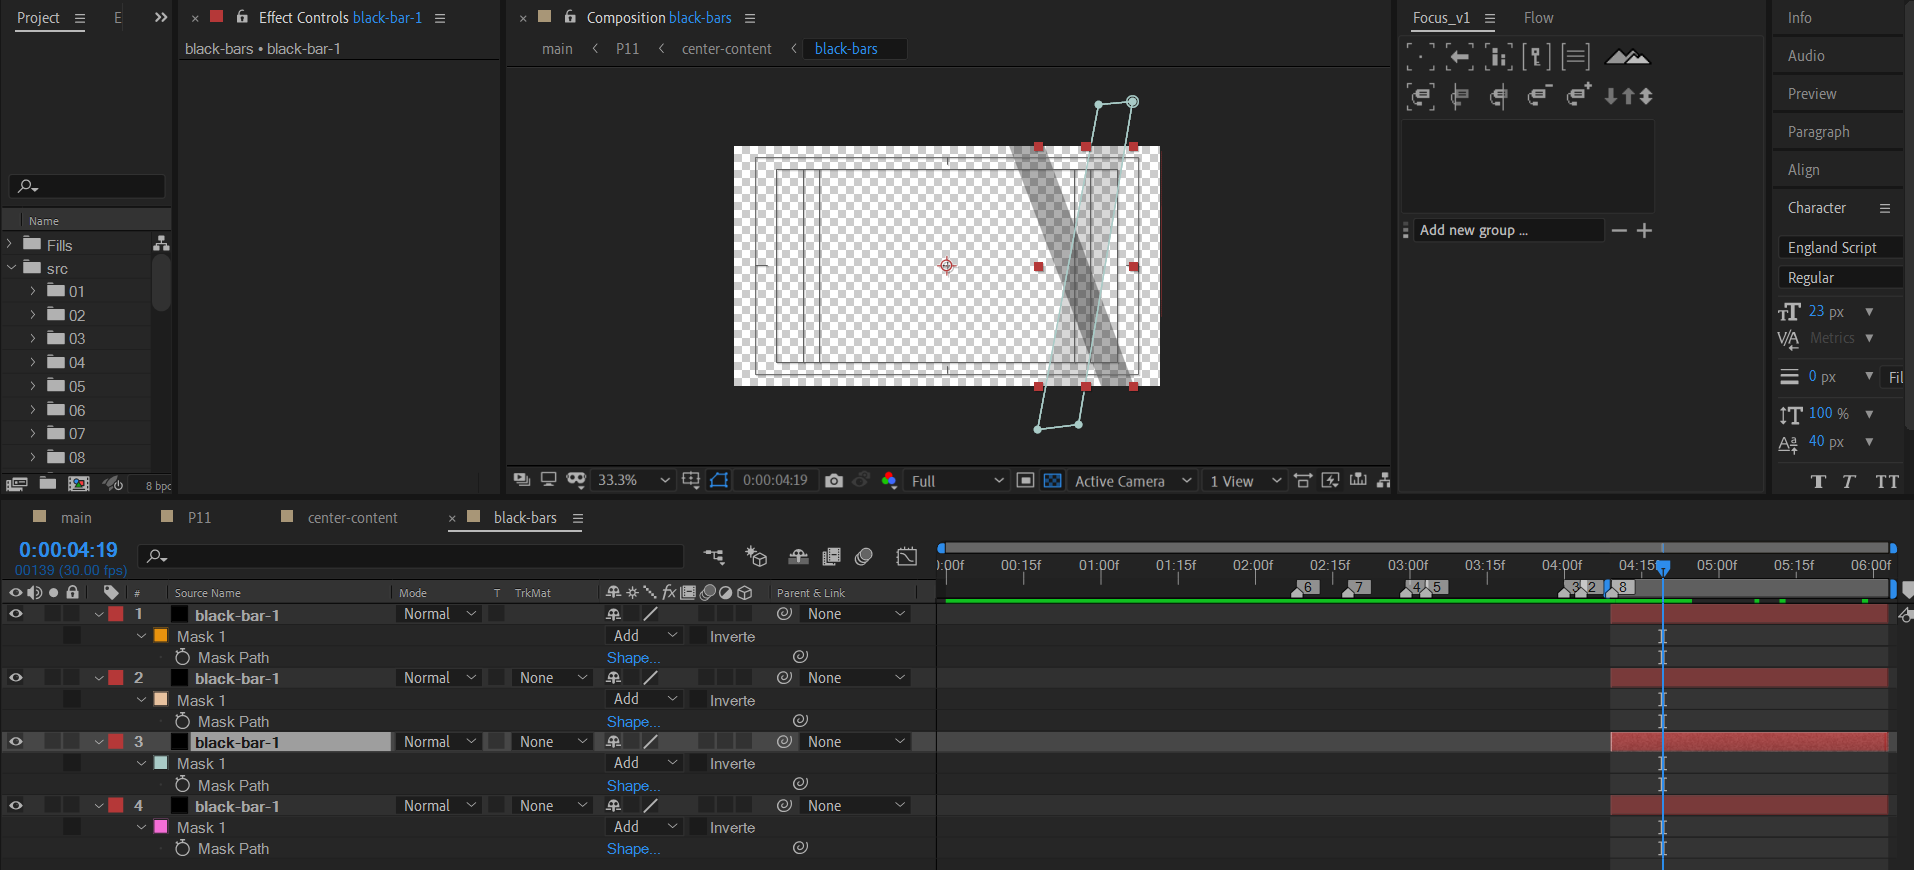 Project
E
Effect Controls black-bar-1
Composition black-bars
Focus_v1
Flow
Info
black-bars • black-bar-1
main
P11
center-content
black-bars
Audio
Preview
Paragraph
Align
Name
Character
Add new group ...
Fills
src
England Script
Regular
01
02
03
04
05
06
07
08
23 px
Metrics
0 px
Fil
100 %
40 px
8 bpc
33.3%
0:00:04:19
Full
Active Camera
1 View
T T TT
main
P11
center-content
black-bars
0:00:04:19
00139 (30.00 fps)
):00f 00:15f 01:00f 01:15f 02:00f 02:15f 03:00f 03:15f 04:00f 04:15f 05:00f 05:15f 06:00f
6 7 4 5 3 2 8
# Source Name Mode T TrkMat fx Parent & Link
1 black-bar-1 Normal None
Mask 1 Add Inverte
Mask Path Shape...
2 black-bar-1 Normal None None
Mask 1 Add Inverte
Mask Path Shape...
3 black-bar-1 Normal None None
Mask 1 Add Inverte
Mask Path Shape...
4 black-bar-1 Normal None None
Mask 1 Add Inverte
Mask Path Shape...